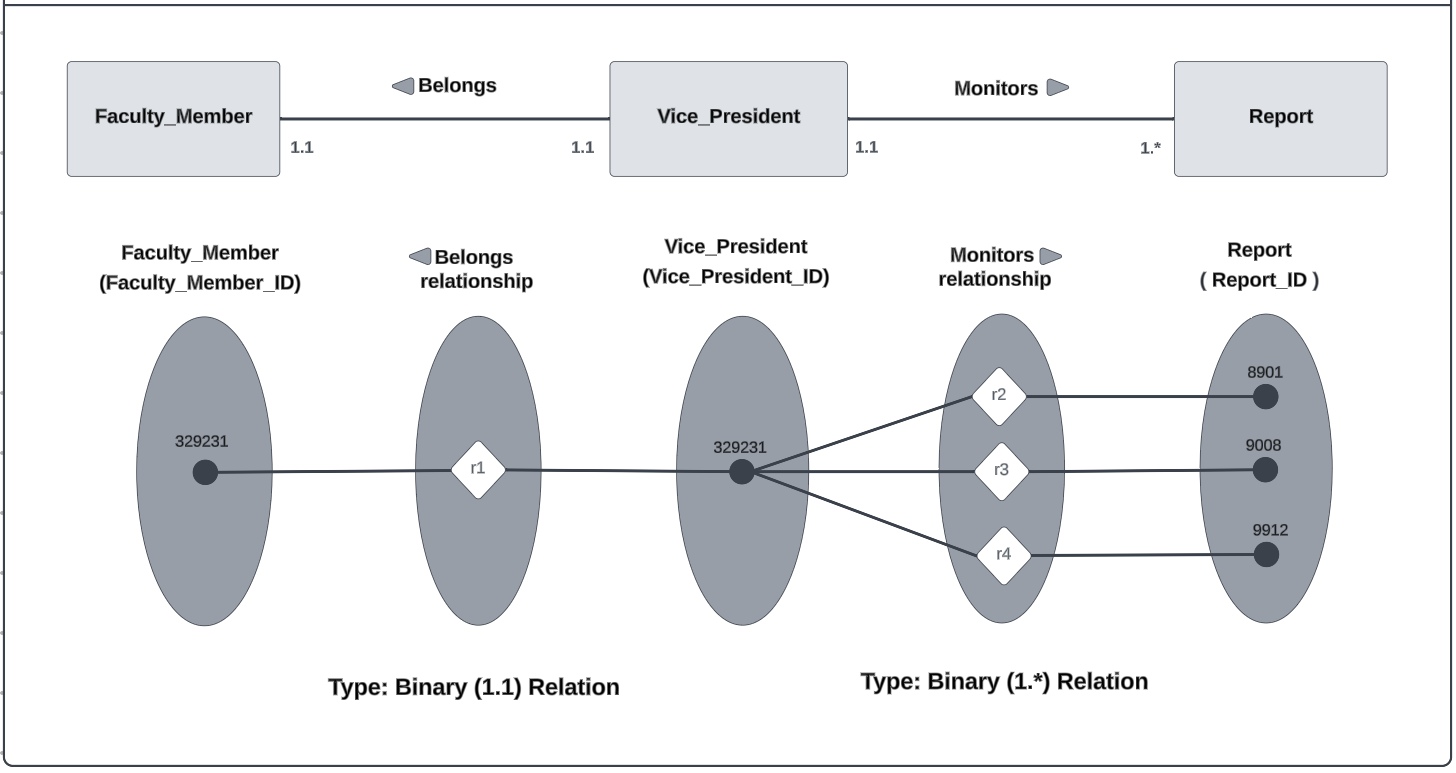 Belongs
Monitors
Faculty_Member
Vice_President
Report
1.1
1.1
1.1
1.*
Faculty_Member
(Faculty_Member_ID)
Belongs
relationship
Vice_President
(Vice_President_ID)
Monitors
relationship
Report
( Report_ID )
329231
r1
329231
r2
r3
r4
8901
9008
9912
Type: Binary (1.1) Relation
Type: Binary (1.*) Relation